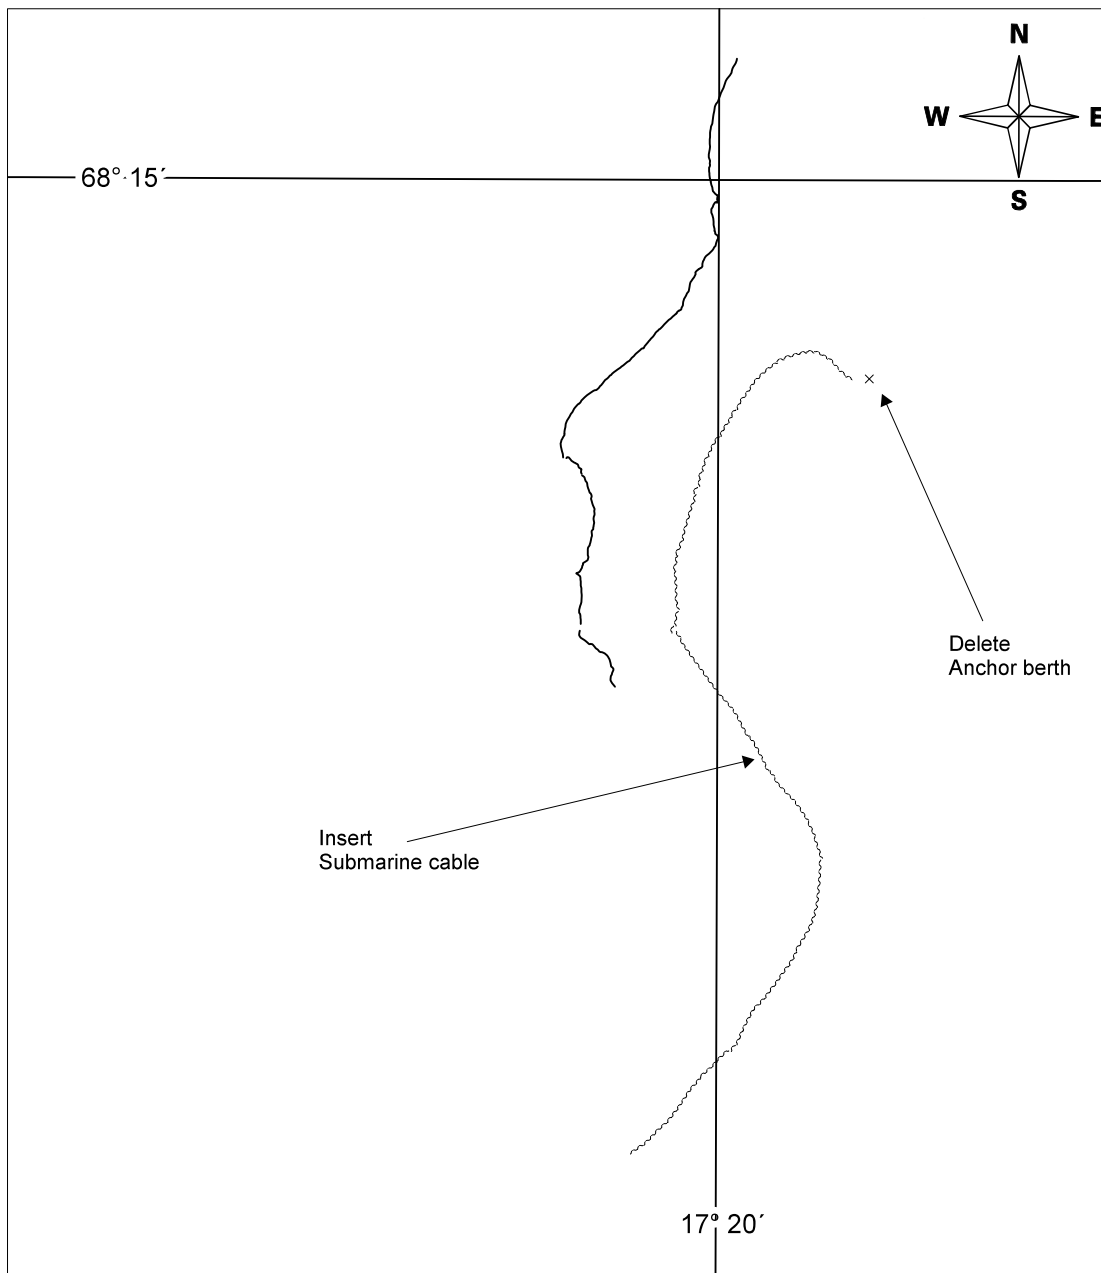 N
W
E
S
68° 15´
Delete
Anchor berth
Insert
Submarine cable
17° 20´